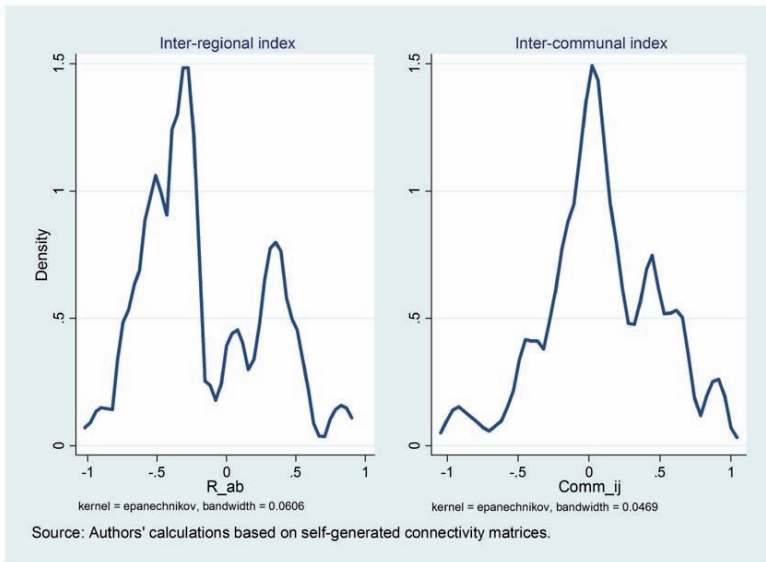 Inter-regional index
Inter-communal index
Density
1.5
1
.5
0
-1 -.5 0 .5 1
R_ab
kernel = epanechnikov, bandwidth = 0.0606
1.5
1
.5
0
-1 -.5 0 .5 1
Comm_ij
kernel = epanechnikov, bandwidth = 0.0469
Source: Authors' calculations based on self-generated connectivity matrices.